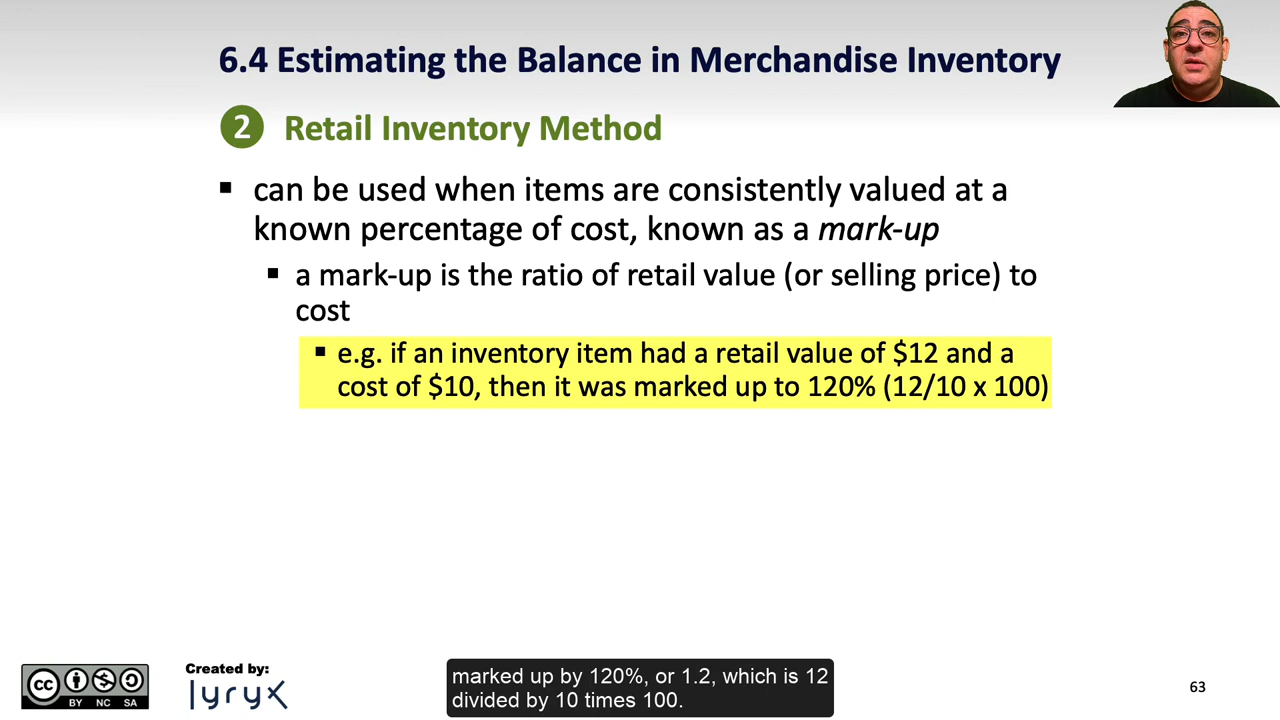 6.4 Estimating the Balance in Merchandise Inventory
2 Retail Inventory Method
▪ can be used when items are consistently valued at a
known percentage of cost, known as a mark-up
▪ a mark-up is the ratio of retail value (or selling price) to
cost
▪ e.g. if an inventory item had a retail value of $12 and a
cost of $10, then it was marked up to 120% (12/10 x 100)
cc BY NC SA
Created by:
lyryx
marked up by 120%, or 1.2, which is 12
divided by 10 times 100.
63